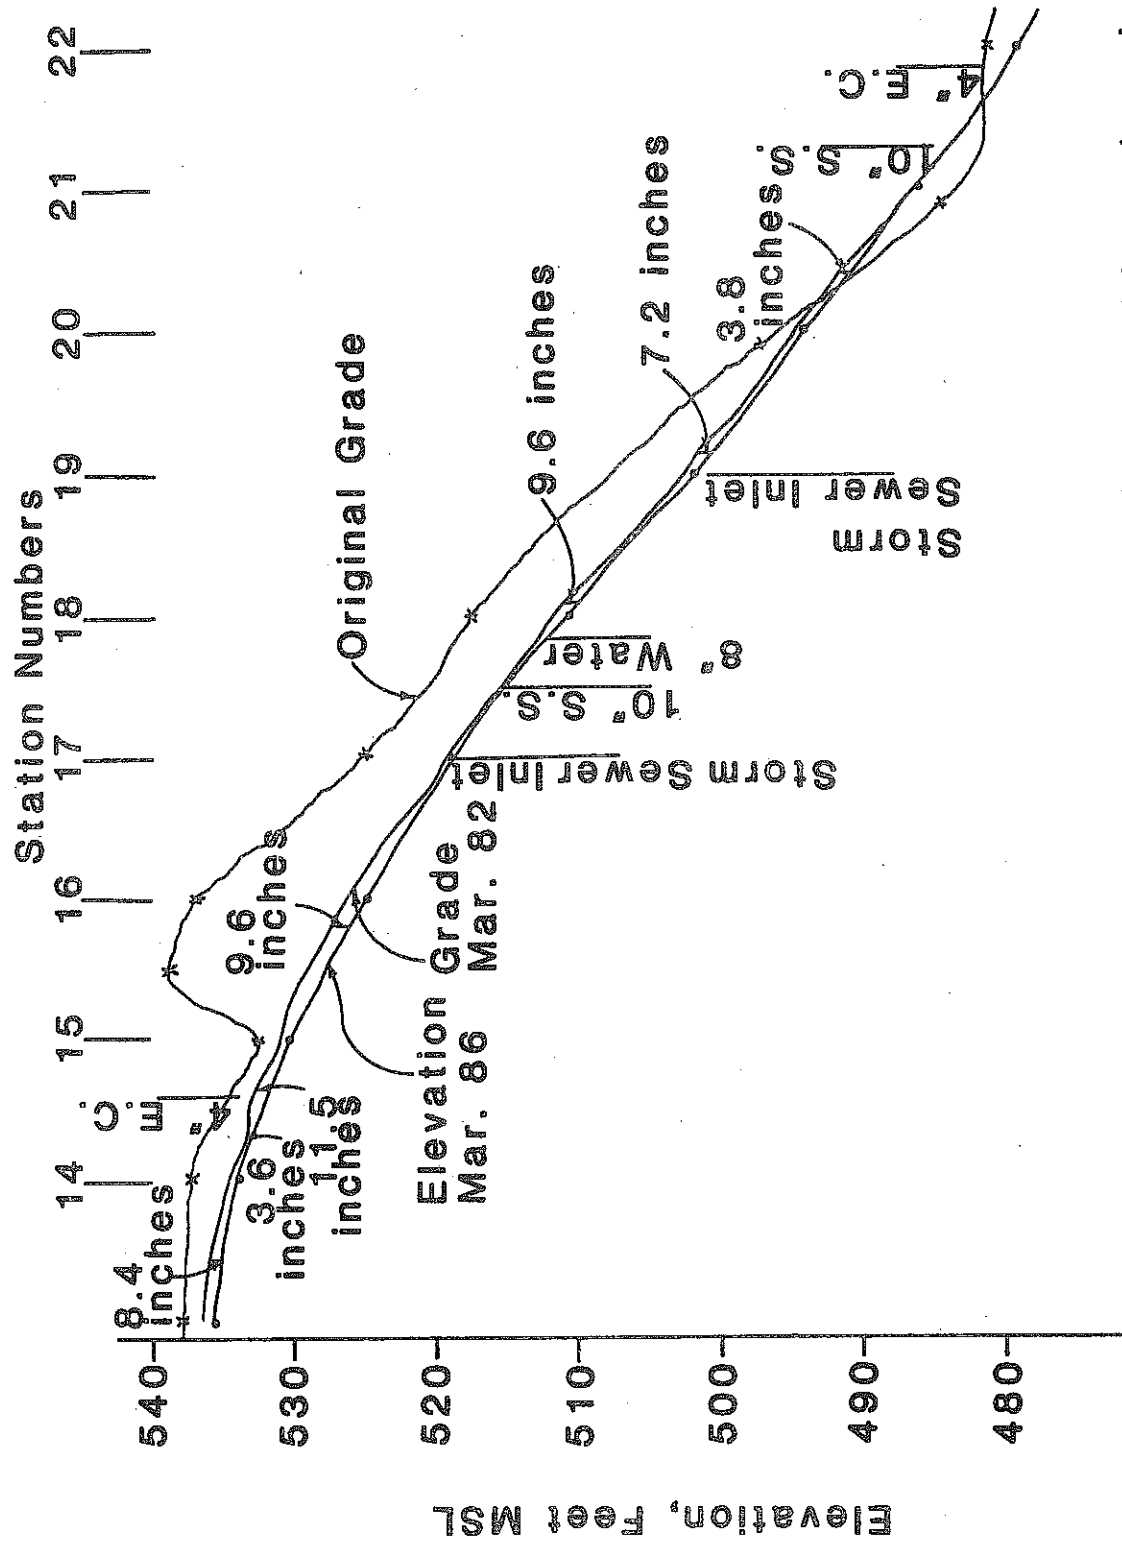 Station Numbers
14 15 16 17 18 19 20 21 22
8.4
inches
4" E.C.
3.6
inches
11.5
inches
9.6
inches
Elevation
Mar. 86
Grade
Mar. 82
Original Grade
9.6 inches
7.2 inches
3.8
inches
Storm Sewer Inlet
10" S.S.
8" Water
Storm
Sewer Inlet
10" S.S.
4" E.C.
540
530
520
510
500
490
480
Elevation, Feet MSL